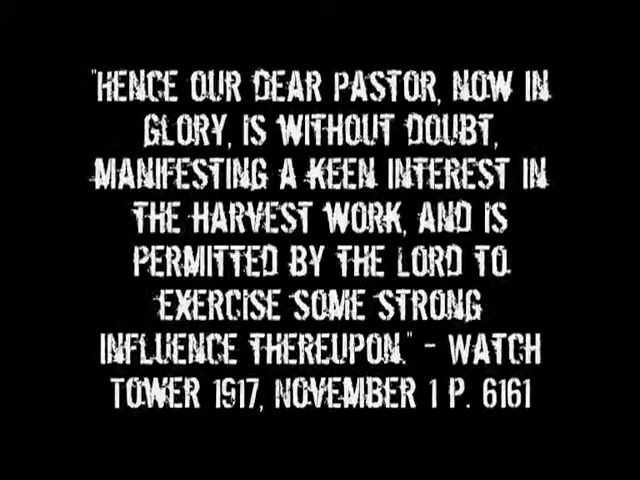 "HENCE OUR DEAR PASTOR, NOW IN
GLORY, IS WITHOUT DOUBT,
MANIFESTING A KEEN INTEREST IN
THE HARVEST WORK, AND IS
PERMITTED BY THE LORD TO
EXERCISE SOME STRONG
INFLUENCE THEREUPON." - WATCH
TOWER 1917, NOVEMBER 1 P. 6161